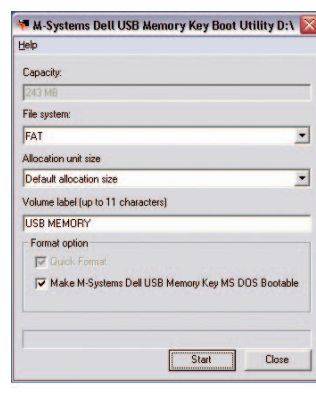 M-Systems Dell USB Memory Key Boot Utility D:\
Help
Capacity:
243 MB
File system:
FAT
Allocation unit size
Default allocation size
Volume label (up to 11 characters)
USB MEMORY
Format option
Quick Format
Make M-Systems Dell USB Memory Key MS DOS Bootable
Start Close